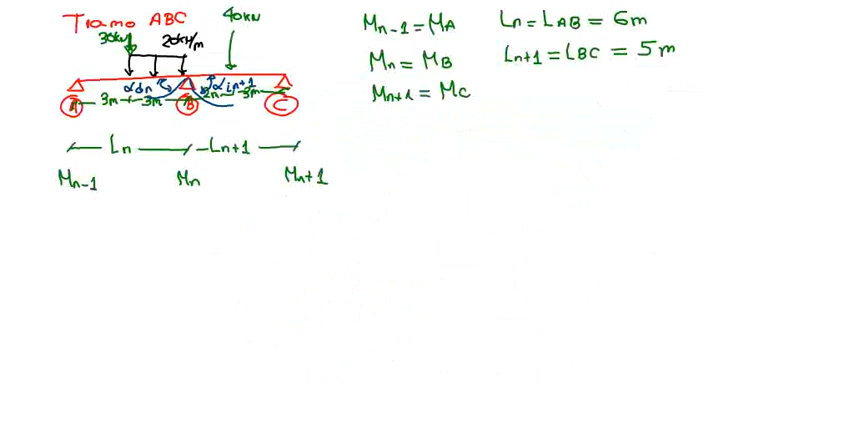 Tramo ABC
40kN
30kN
20kN/m
αdn αin+1
A 3m 3m B 2m 3m C
Ln Ln+1
Mn-1 Mn Mn+1
Mn-1 = MA
Mn = MB
Mn+1 = MC
Ln = LAB = 6m
Ln+1 = LBC = 5m